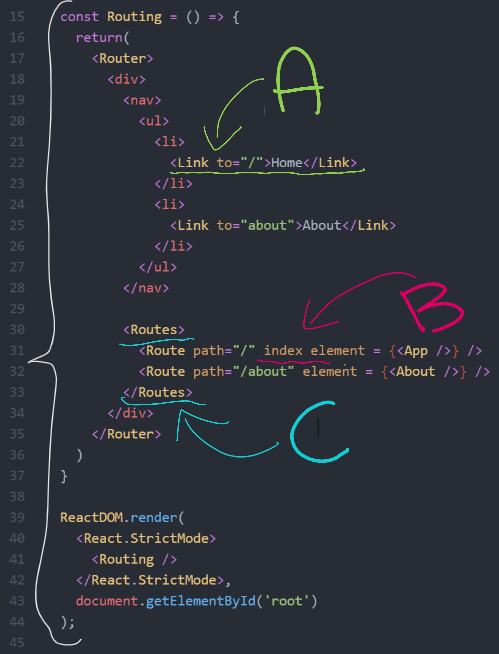 15 const Routing = () => {
16 return(
17 <Router>
18 <div>
19 <nav>
20 <ul>
21 <li>
22 <Link to="/">Home</Link>
23 </li>
24 <li>
25 <Link to="about">About</Link>
26 </li>
27 </ul>
28 </nav>
29
30 <Routes>
31 <Route path="/" index element = {<App />} />
32 <Route path="/about" element = {<About />} />
33 </Routes>
34 </div>
35 </Router>
36 )
37 }
38
39 ReactDOM.render(
40 <React.StrictMode>
41 <Routing />
42 </React.StrictMode>,
43 document.getElementById('root')
44 );
45
A
B
C